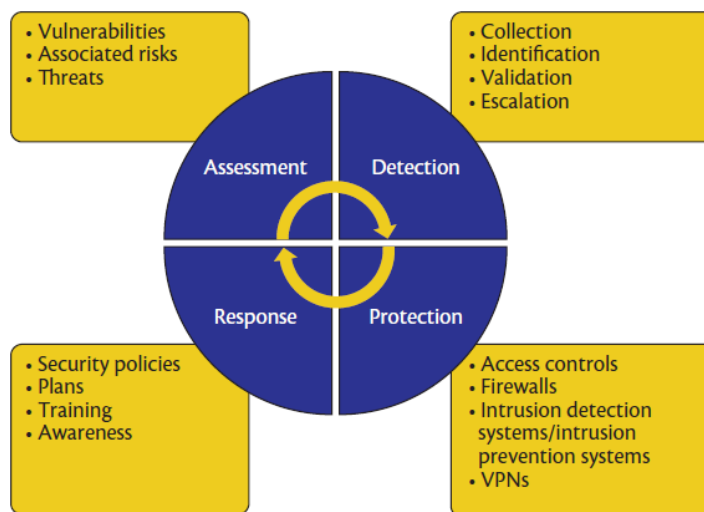 • Vulnerabilities
• Associated risks
• Threats
• Collection
• Identification
• Validation
• Escalation
Assessment
Detection
Response
Protection
• Security policies
• Plans
• Training
• Awareness
• Access controls
• Firewalls
• Intrusion detection
systems/intrusion
prevention systems
• VPNs